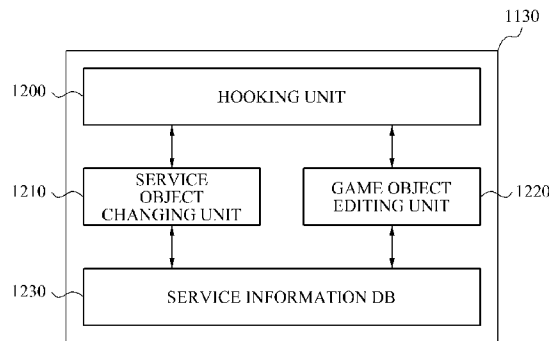 1130
1200
HOOKING UNIT
1210
SERVICE
OBJECT
CHANGING UNIT
GAME OBJECT
EDITING UNIT
1220
1230
SERVICE INFORMATION DB